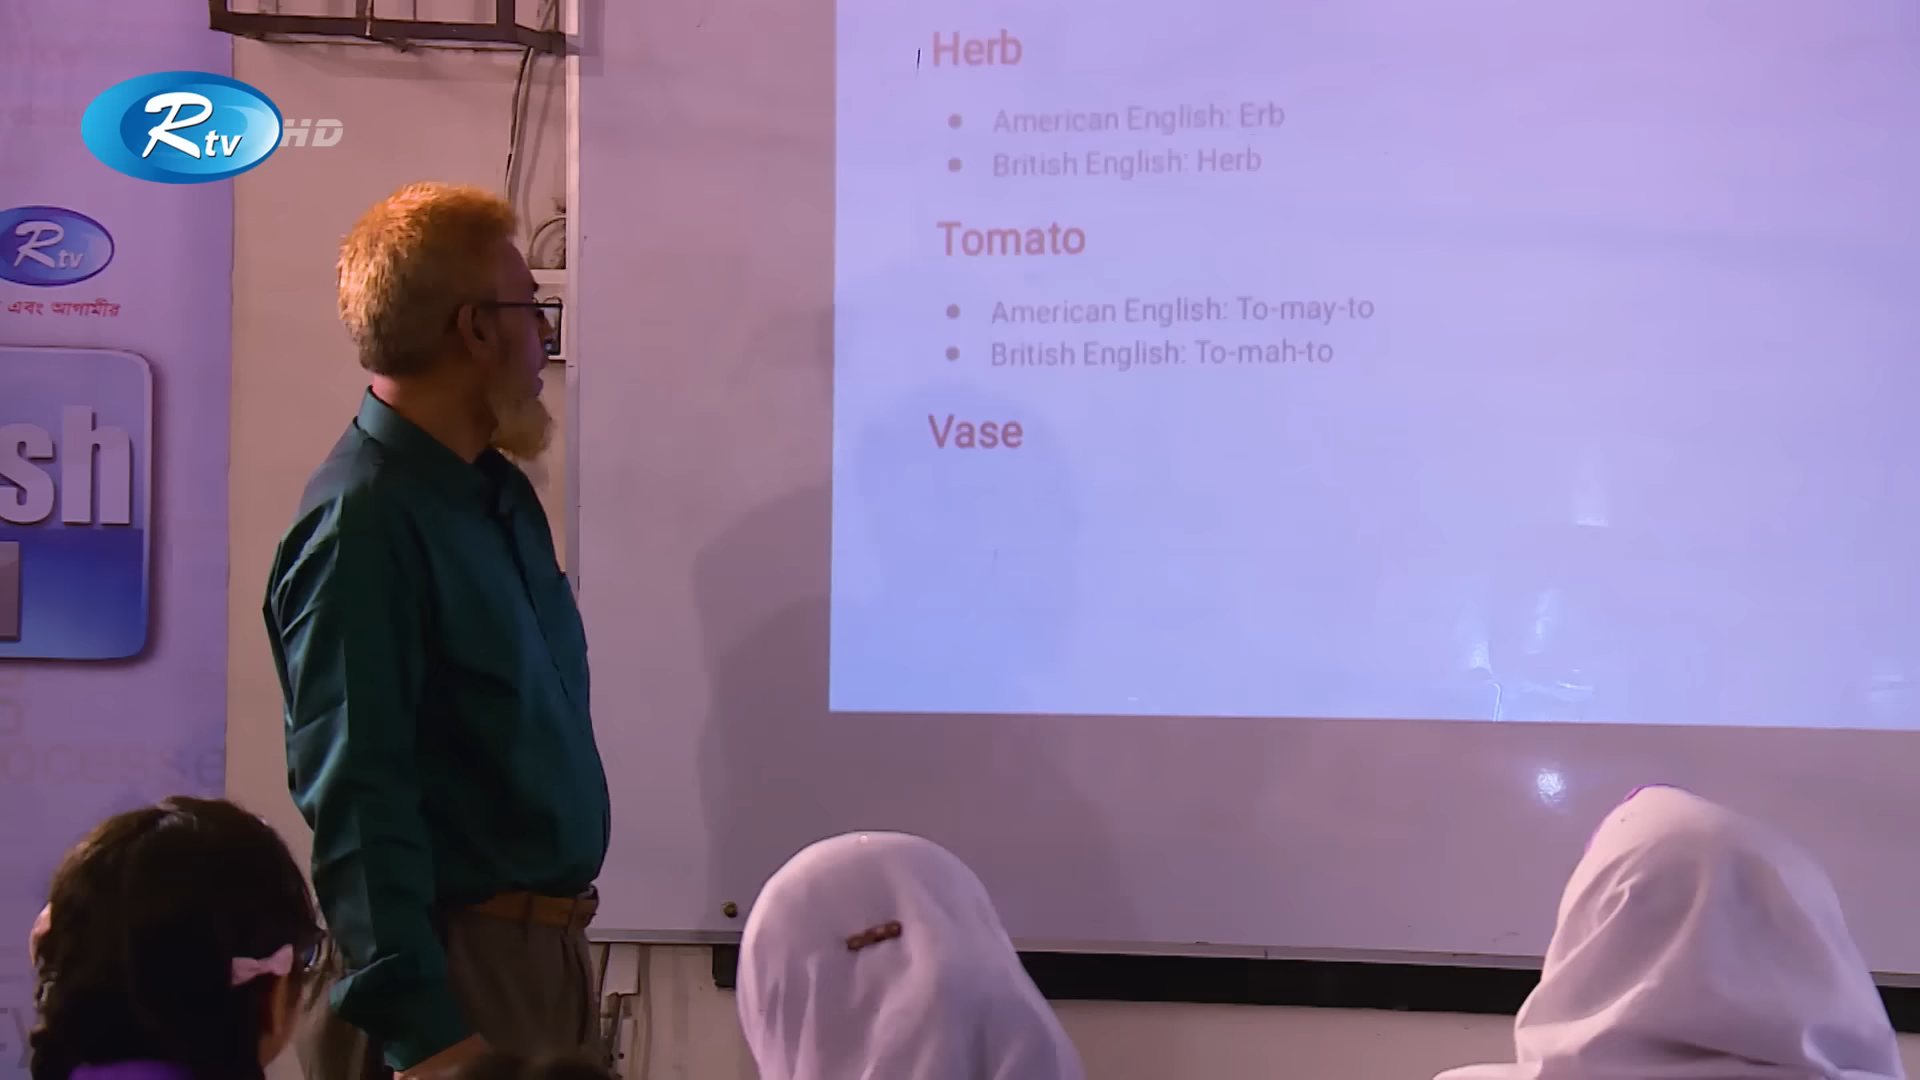 Rtv HD
Rtv
এবং আগামীর
sh
Herb
American English: Erb
British English: Herb
Tomato
American English: To-may-to
British English: To-mah-to
Vase
ocesse